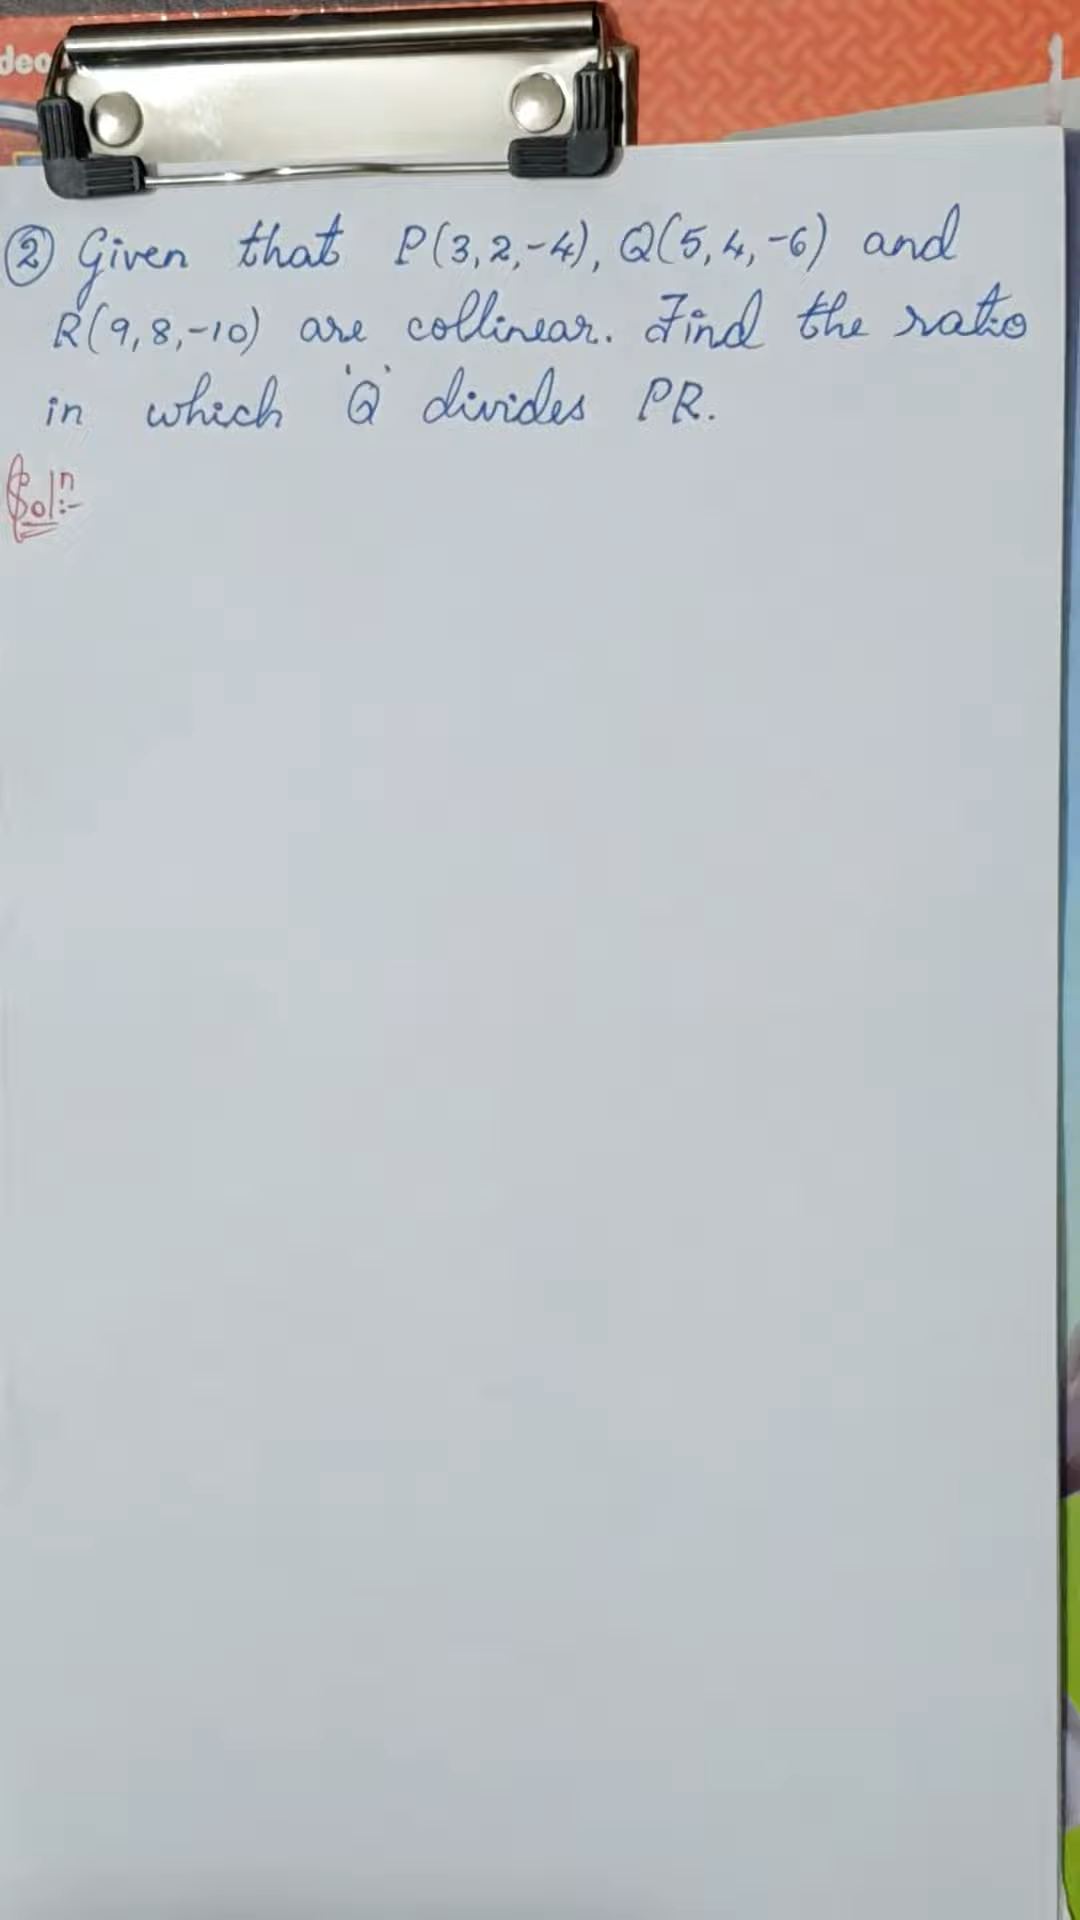 deo
② Given that P(3,2,-4), Q(5,4,-6) and
R(9,8,-10) are collinear. Find the ratio
in which 'Q' divides PR.
Solⁿ:-